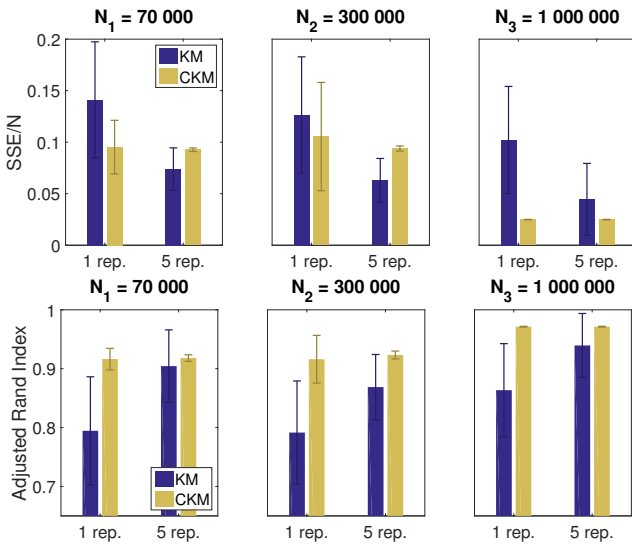 N1 = 70 000
N2 = 300 000
N3 = 1 000 000
SSE/N
0.2
0.15
0.1
0.05
0
KM
CKM
1 rep.
5 rep.
1 rep.
5 rep.
1 rep.
5 rep.
N1 = 70 000
N2 = 300 000
N3 = 1 000 000
Adjusted Rand Index
1
0.9
0.8
0.7
KM
CKM
1 rep.
5 rep.
1 rep.
5 rep.
1 rep.
5 rep.